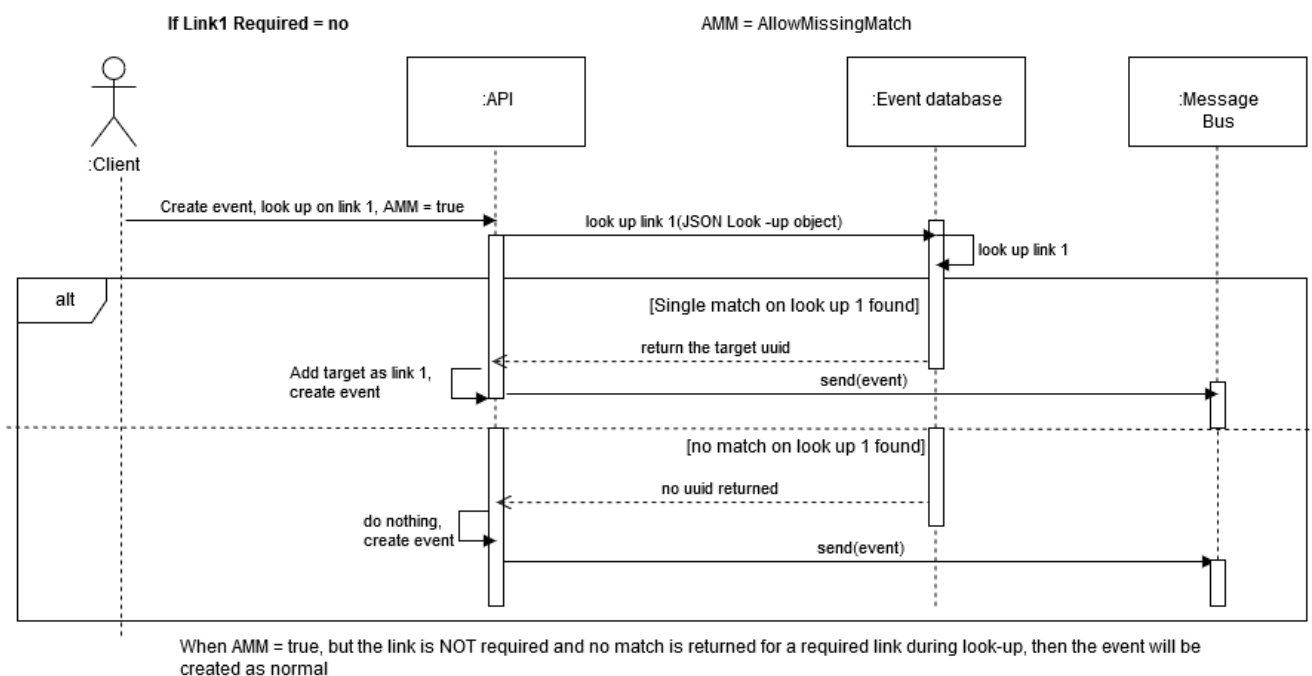 If Link1 Required = no
AMM = AllowMissingMatch
:API
:Event database
:Message
Bus
:Client
Create event, look up on link 1, AMM = true
look up link 1(JSON Look -up object)
look up link 1
alt
[Single match on look up 1 found]
return the target uuid
Add target as link 1,
create event
send(event)
[no match on look up 1 found]
no uuid returned
do nothing,
create event
send(event)
When AMM = true, but the link is NOT required and no match is returned for a required link during look-up, then the event will be
created as normal